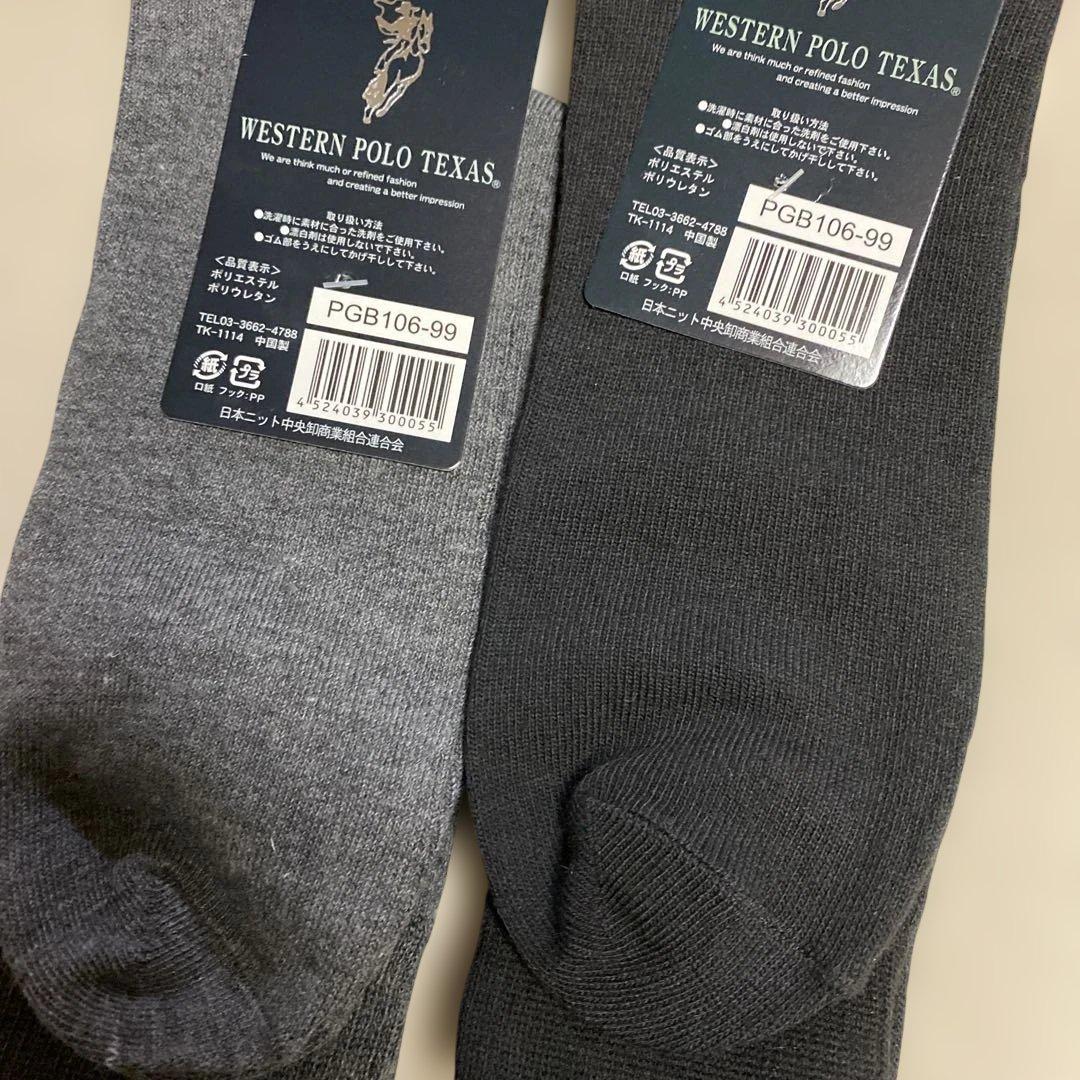 WESTERN POLO TEXAS®
We are think much or refined fashion
and creating a better impression
取り扱い方法
●洗濯時に素材に合った洗剤をご使用下さい。
●漂白剤は使用しないで下さい。
●ゴム部をうえにしてかげ干しして下さい。
<品質表示>
ポリエステル
ポリウレタン
PGB106-99
TEL03-3662-4788
TK-1114 中国製
紙 プラ
口紙 フック:PP
4 524039 300055
日本ニット中央卸商業組合連合会
WESTERN POLO TEXAS®
We are think much or refined fashion
and creating a better impression
取り扱い方法
●洗濯時に素材に合った洗剤をご使用下さい。
●漂白剤は使用しないで下さい。
●ゴム部をうえにしてかげ干しして下さい。
<品質表示>
ポリエステル
ポリウレタン
PGB106-99
TEL03-3662-4788
TK-1114 中国製
紙 プラ
口紙 フック:PP
4 524039 300055
日本ニット中央卸商業組合連合会